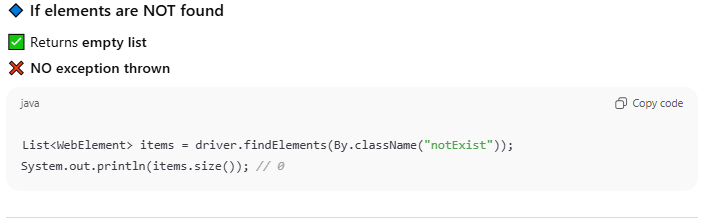 If elements are NOT found
Returns empty list
NO exception thrown
java
Copy code
List<WebElement> items = driver.findElements(By.className("notExist"));
System.out.println(items.size()); // 0